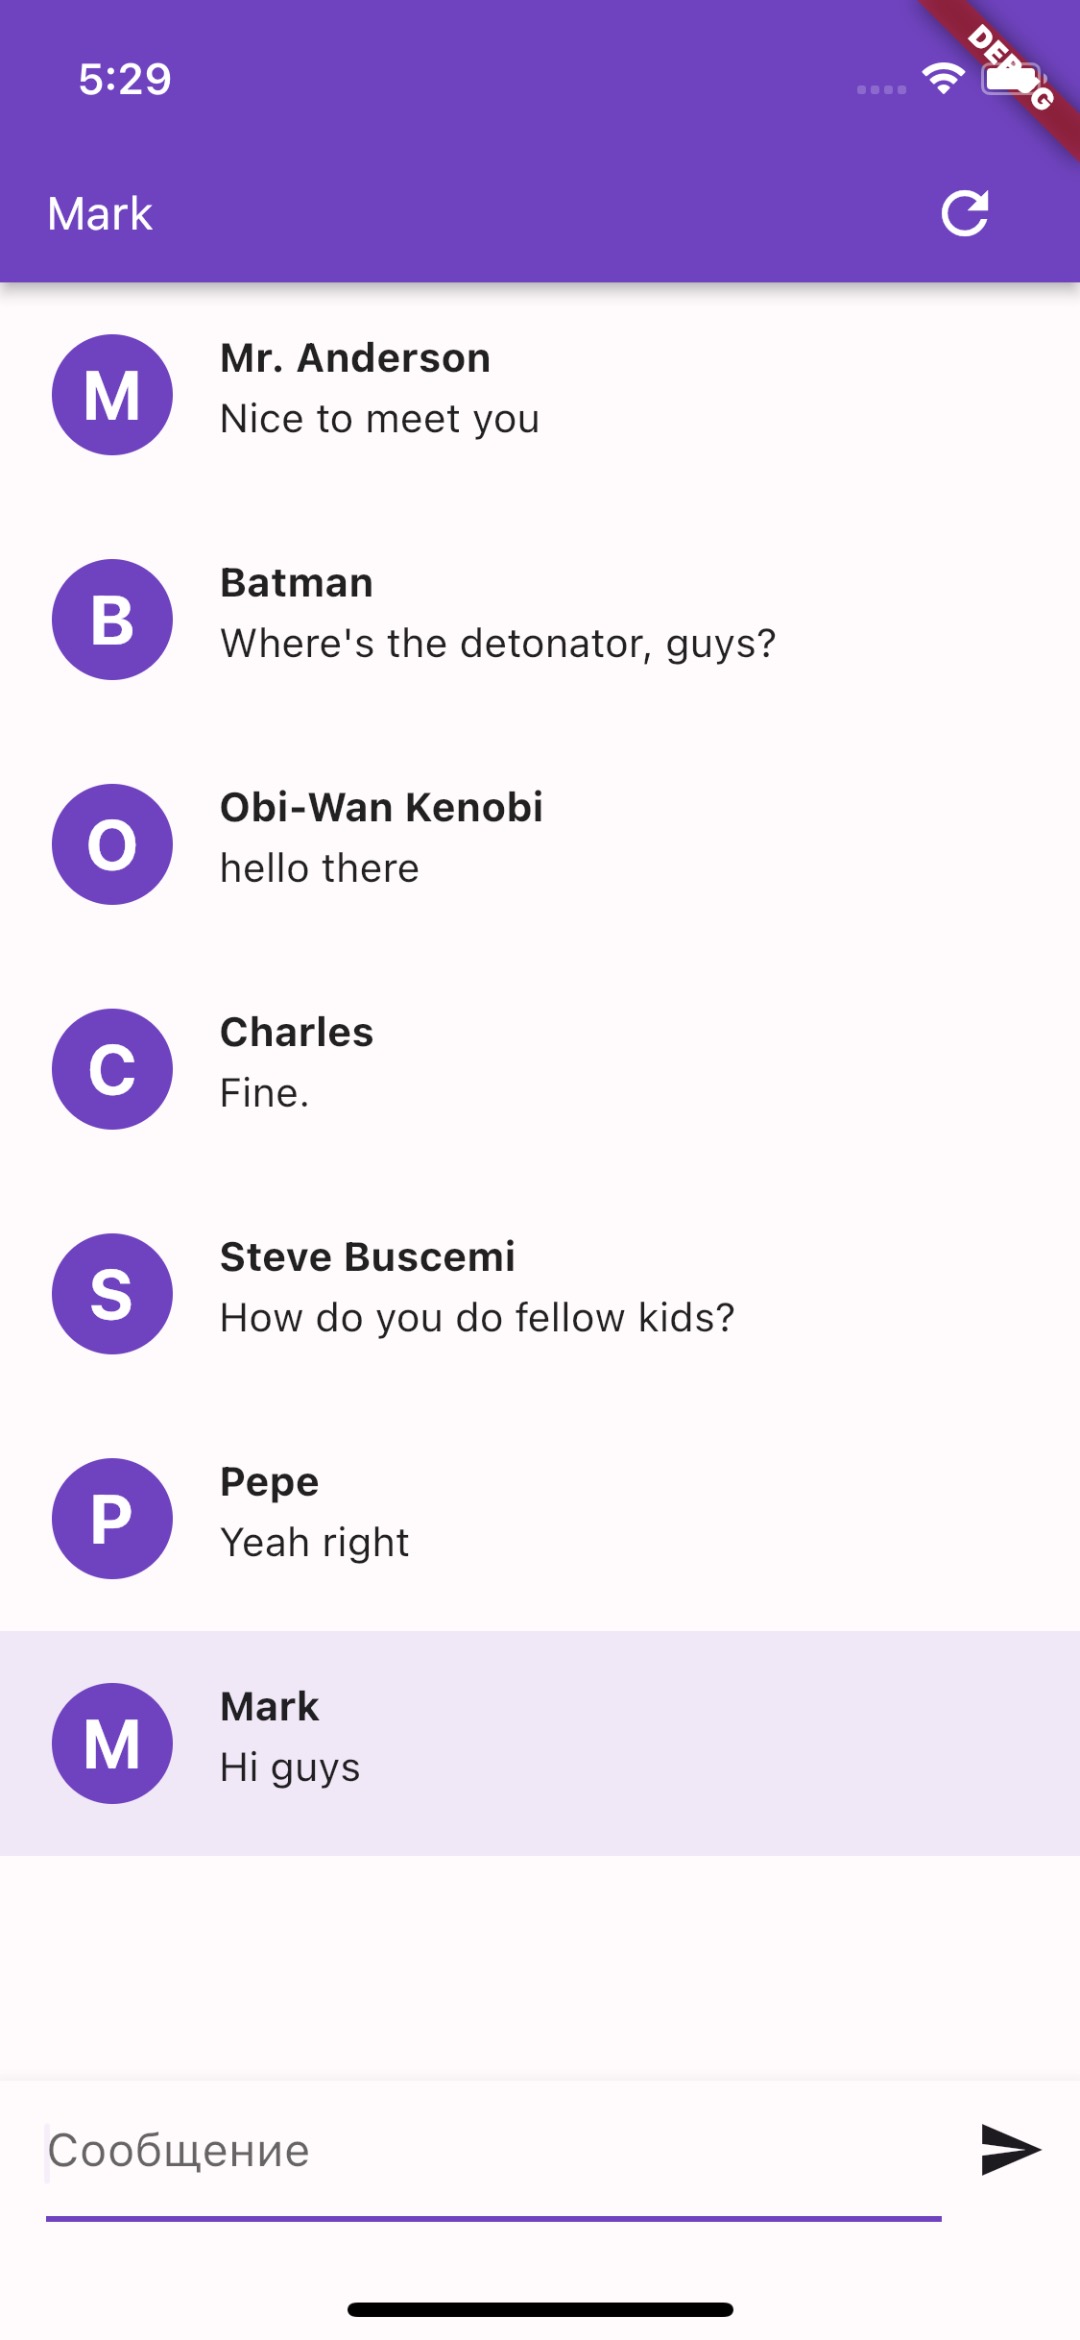 5:29
DEBUG
Mark
M
Mr. Anderson
Nice to meet you
B
Batman
Where's the detonator, guys?
O
Obi-Wan Kenobi
hello there
C
Charles
Fine.
S
Steve Buscemi
How do you do fellow kids?
P
Pepe
Yeah right
M
Mark
Hi guys
Сообщение